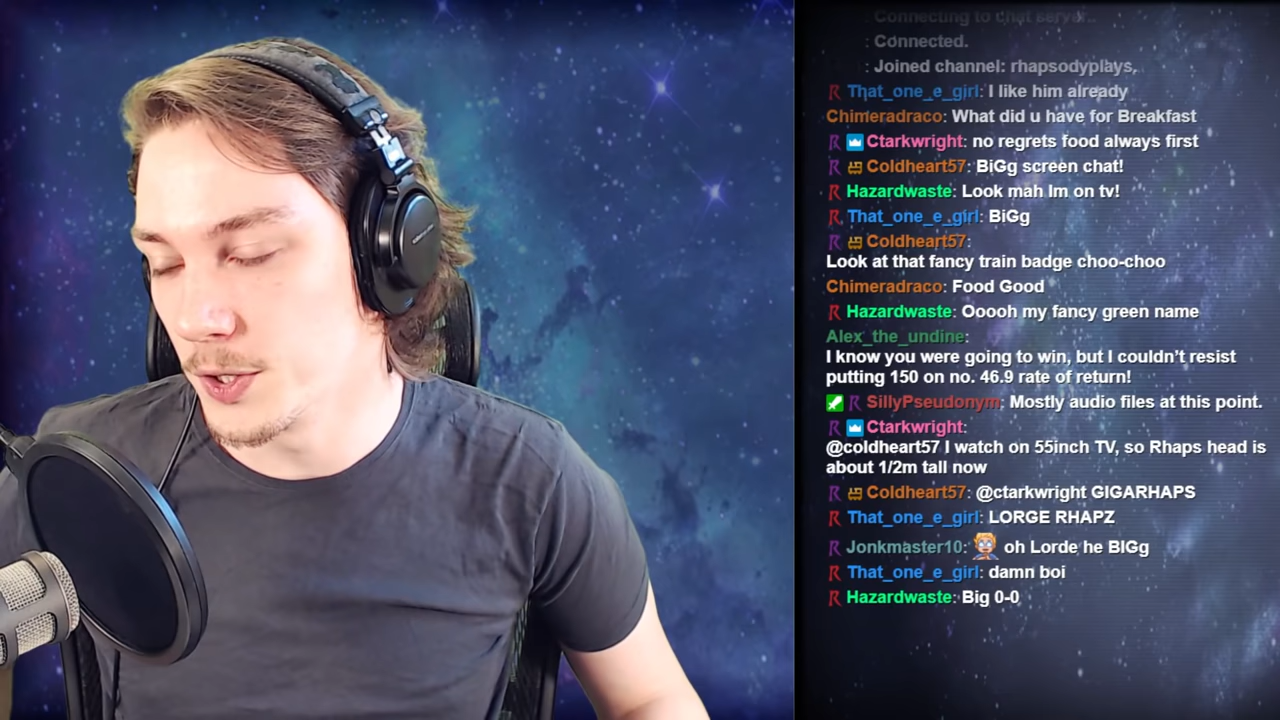 : Connecting to chat server..
: Connected.
: Joined channel: rhapsodyplays.
That_one_e_girl: I like him already
Chimeradraco: What did u have for Breakfast
Ctarkwright: no regrets food always first
Coldheart57: BiGg screen chat!
Hazardwaste: Look mah Im on tv!
That_one_e_girl: BiGg
Coldheart57:
Look at that fancy train badge choo-choo
Chimeradraco: Food Good
Hazardwaste: Ooooh my fancy green name
Alex_the_undine:
I know you were going to win, but I couldn’t resist
putting 150 on no. 46.9 rate of return!
SillyPseudonym: Mostly audio files at this point.
Ctarkwright:
@coldheart57 I watch on 55inch TV, so Rhaps head is
about 1/2m tall now
Coldheart57: @ctarkwright GIGARHAPS
That_one_e_girl: LORGE RHAPZ
Jonkmaster10: oh Lorde he BIGg
That_one_e_girl: damn boi
Hazardwaste: Big 0-0